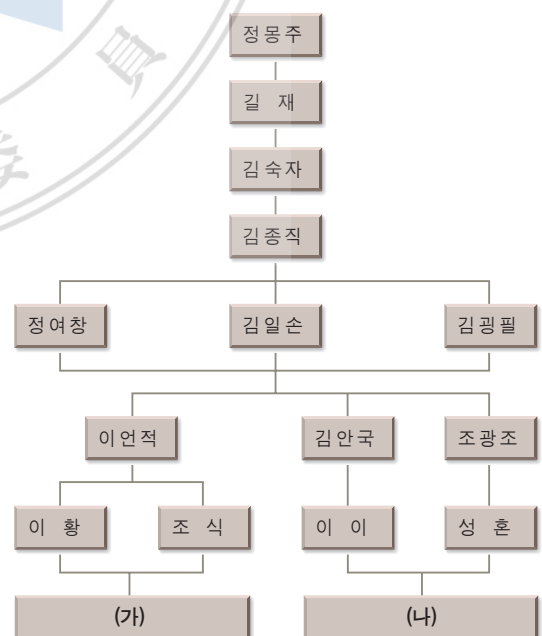 정몽주
길 재
김숙자
김종직
정여창 김일손 김굉필
이언적 김안국 조광조
이 황 조 식 이 이 성 혼
(가) (나)